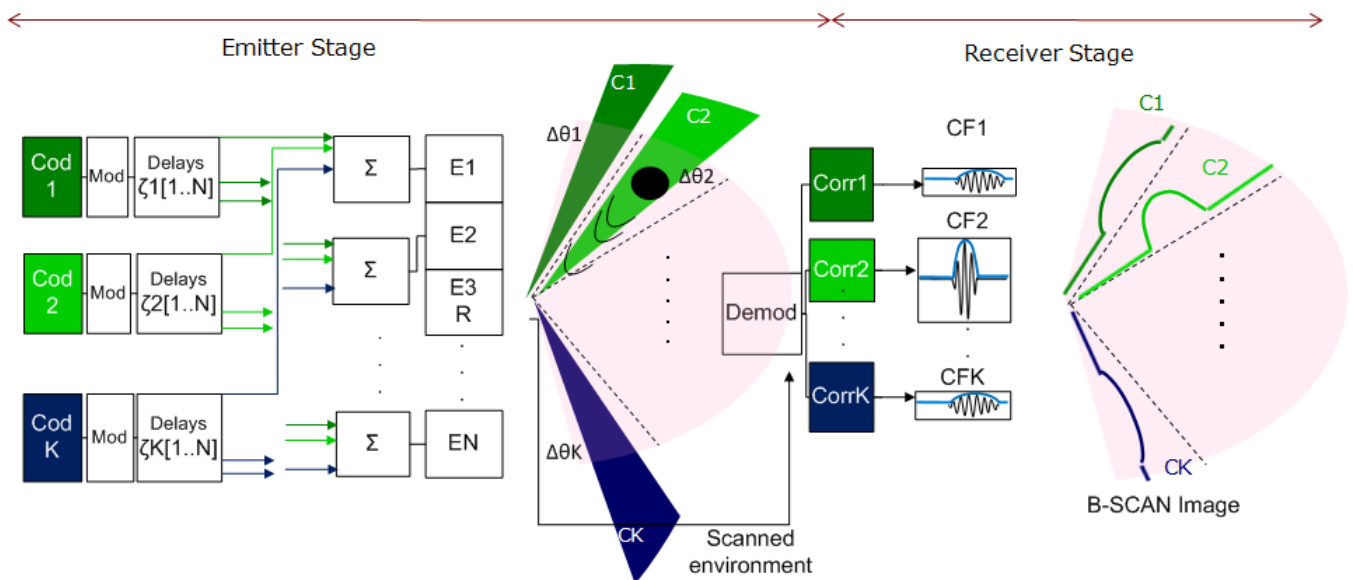 Emitter Stage
Receiver Stage
Cod
1
Mod
Delays
ζ1[1..N]
Σ
E1
Cod
2
Mod
Delays
ζ2[1..N]
Σ
E2
E3
R
Cod
K
Mod
Delays
ζK[1..N]
Σ
EN
C1
C2
Δθ1
Δθ2
ΔθK
CK
Scanned
environment
Demod
Corr1
Corr2
CorrK
CF1
CF2
CFK
C1
C2
CK
B-SCAN Image